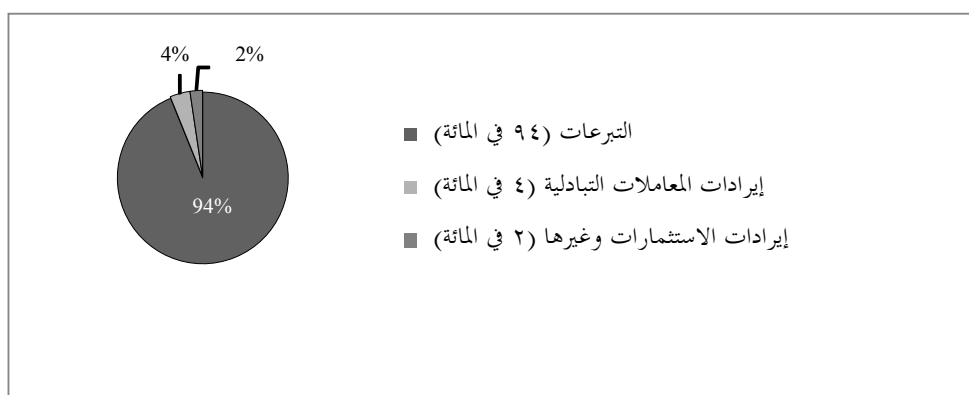 4% 2%
94%
التبرعات (٩٤ في المائة)
إيرادات المعاملات التبادلية (٤ في المائة)
إيرادات الاستثمارات وغيرها (٢ في المائة)